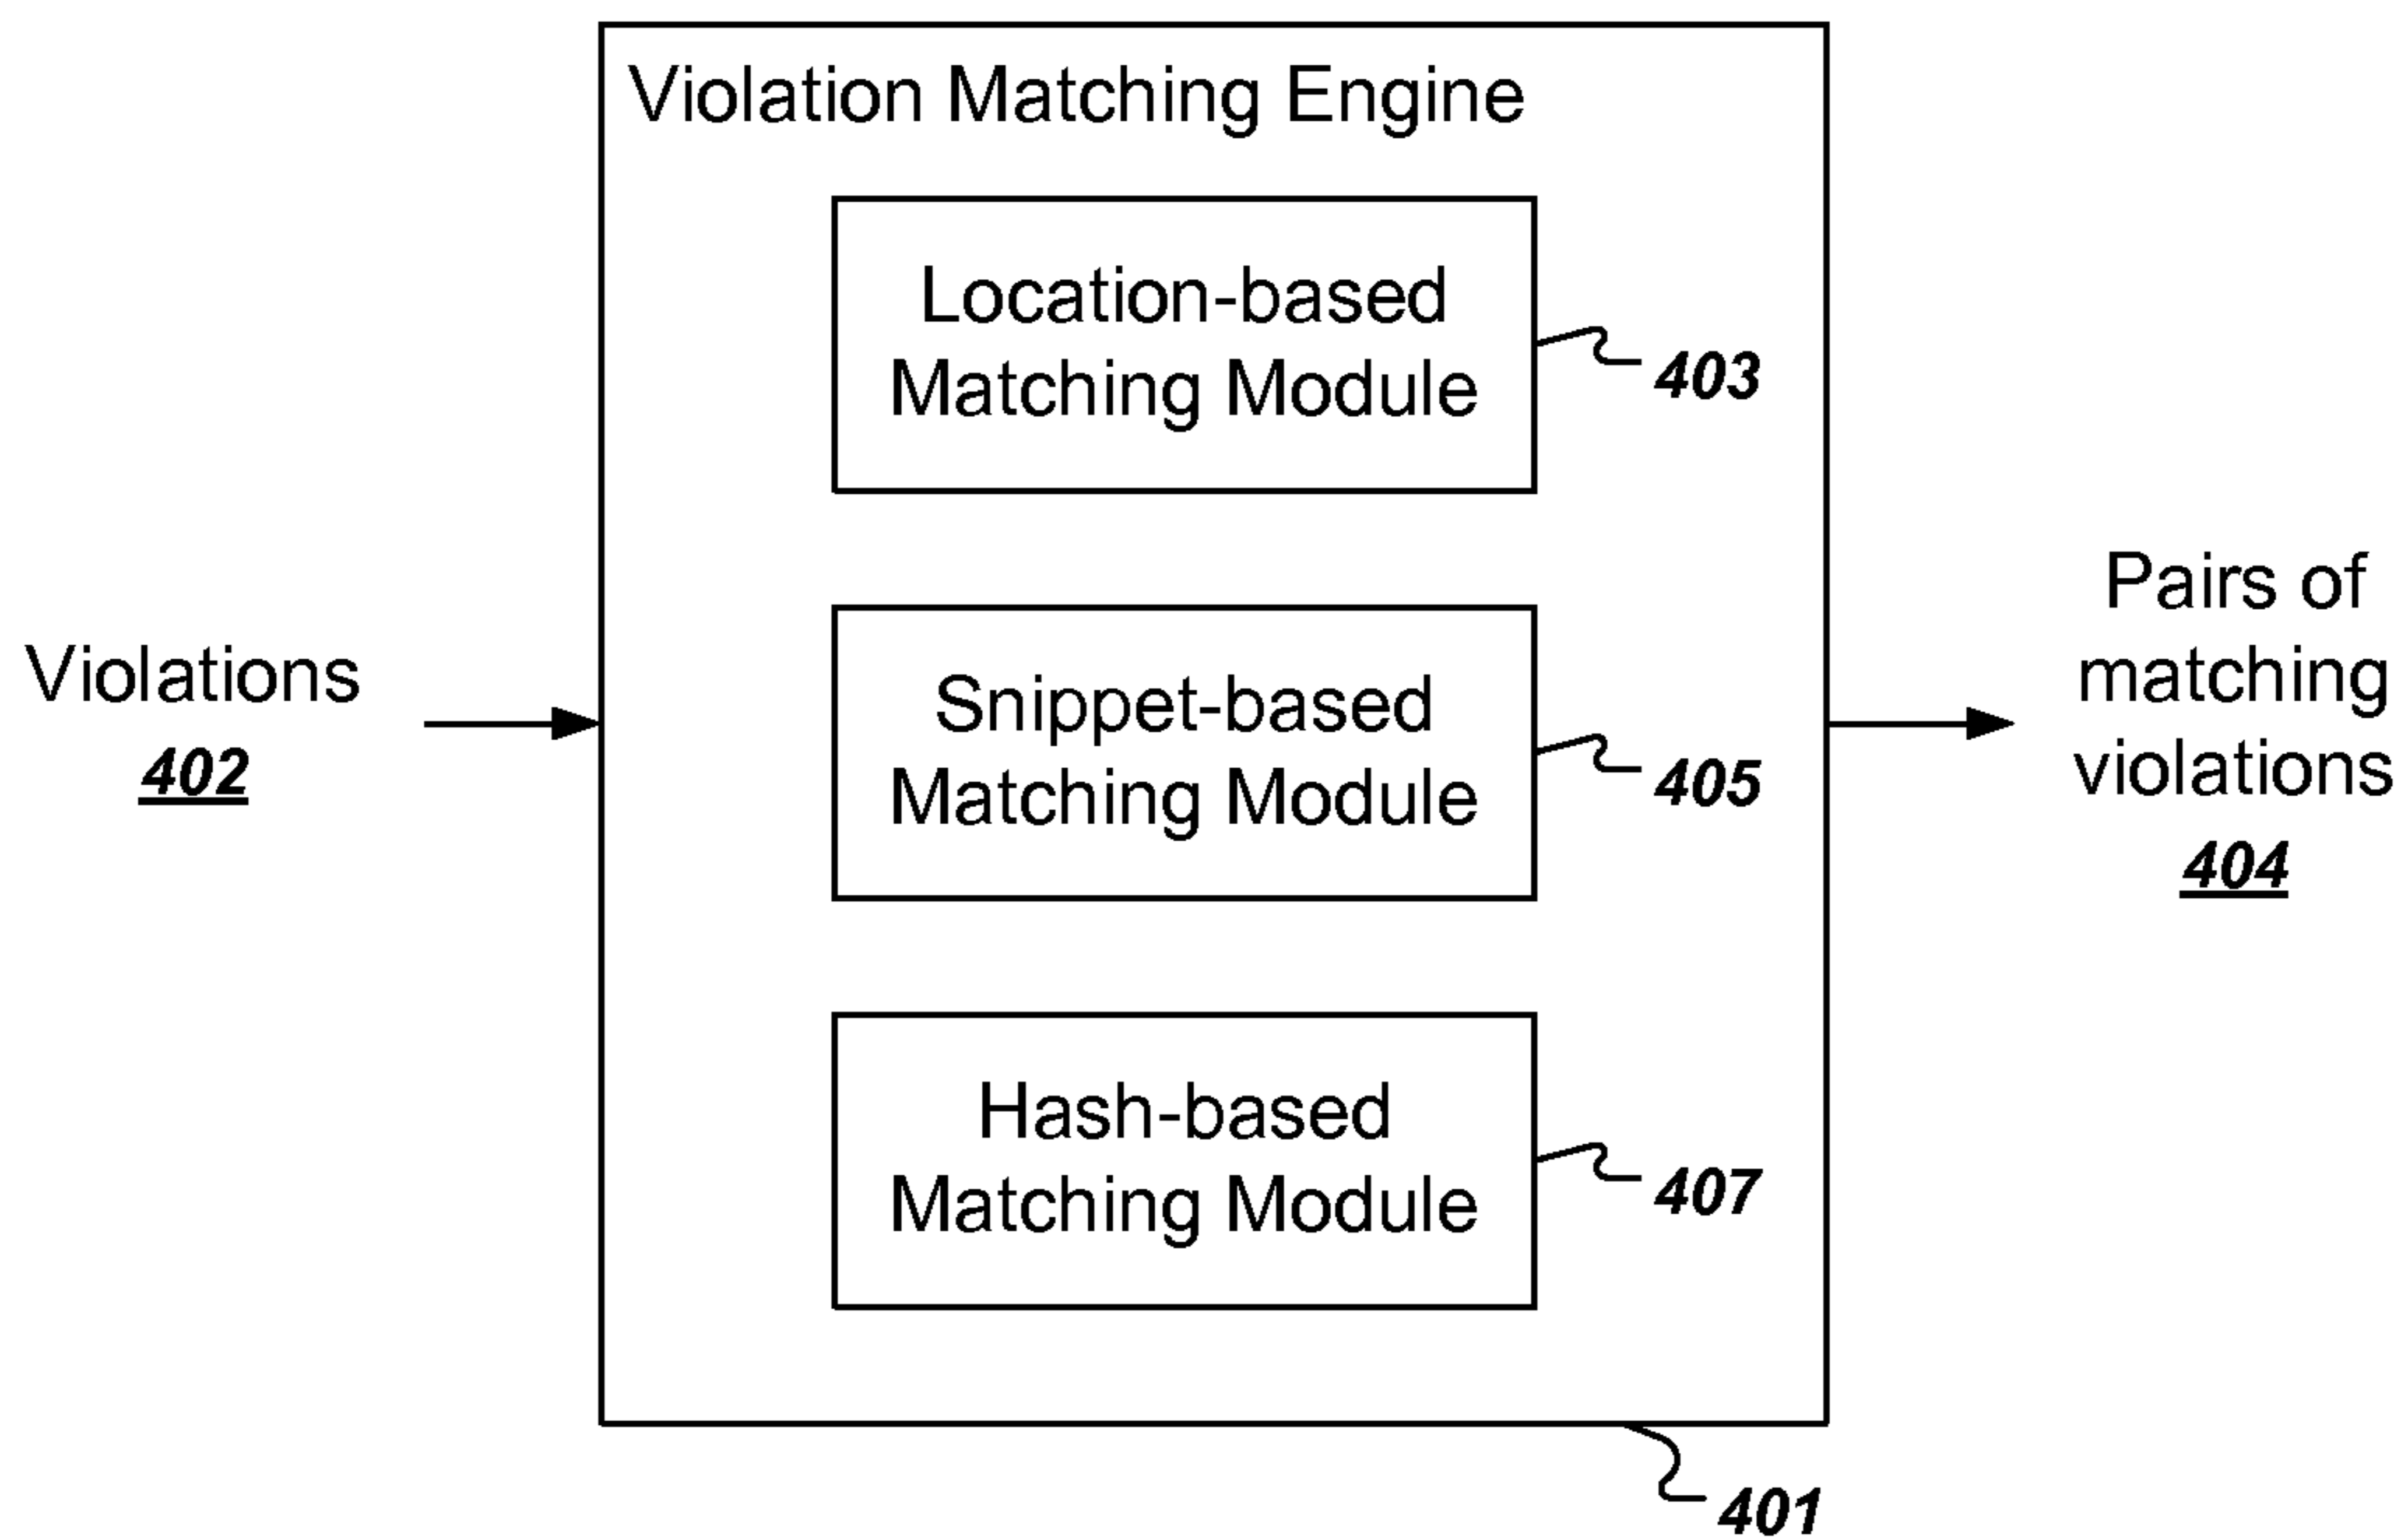 Violation Matching Engine
Location-based
Matching Module
403
Snippet-based
Matching Module
405
Hash-based
Matching Module
407
401
Violations
402
Pairs of
matching
violations
404